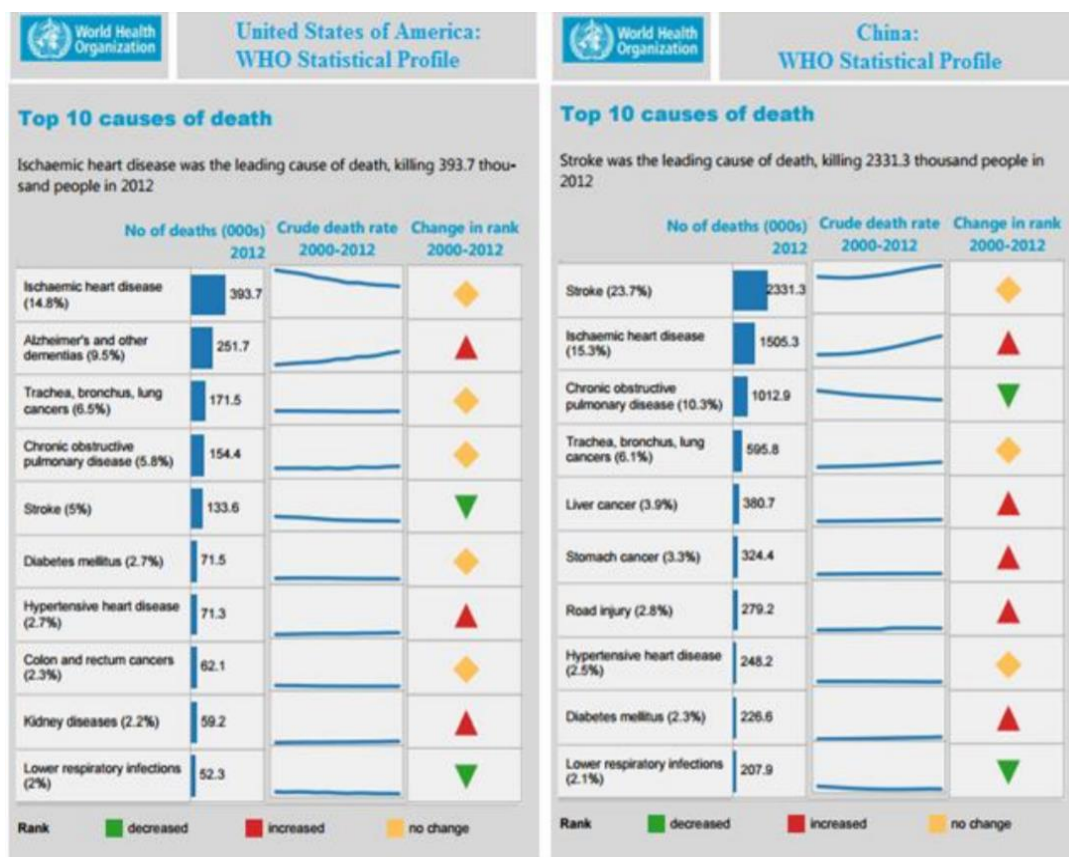 World Health
Organization
United States of America:
WHO Statistical Profile
Top 10 causes of death
Ischaemic heart disease was the leading cause of death, killing 393.7 thou-
sand people in 2012
No of deaths (000s) Crude death rate Change in rank
2012 2000-2012 2000-2012
Ischaemic heart disease
(14.8%)
393.7
Alzheimer's and other
dementias (9.5%)
251.7
Trachea, bronchus, lung
cancers (6.5%)
171.5
Chronic obstructive
pulmonary disease (5.8%)
154.4
Stroke (5%)
133.6
Diabetes mellitus (2.7%)
71.5
Hypertensive heart disease
(2.7%)
71.3
Colon and rectum cancers
(2.3%)
62.1
Kidney diseases (2.2%)
59.2
Lower respiratory infections
(2%)
52.3
Rank decreased increased no change
World Health
Organization
China:
WHO Statistical Profile
Top 10 causes of death
Stroke was the leading cause of death, killing 2331.3 thousand people in
2012
No of deaths (000s) Crude death rate Change in rank
2012 2000-2012 2000-2012
Stroke (23.7%)
2331.3
Ischaemic heart disease
(15.3%)
1505.3
Chronic obstructive
pulmonary disease (10.3%)
1012.9
Trachea, bronchus, lung
cancers (6.1%)
595.8
Liver cancer (3.9%)
380.7
Stomach cancer (3.3%)
324.4
Road injury (2.8%)
279.2
Hypertensive heart disease
(2.5%)
248.2
Diabetes mellitus (2.3%)
226.6
Lower respiratory infections
(2.1%)
207.9
Rank decreased increased no change